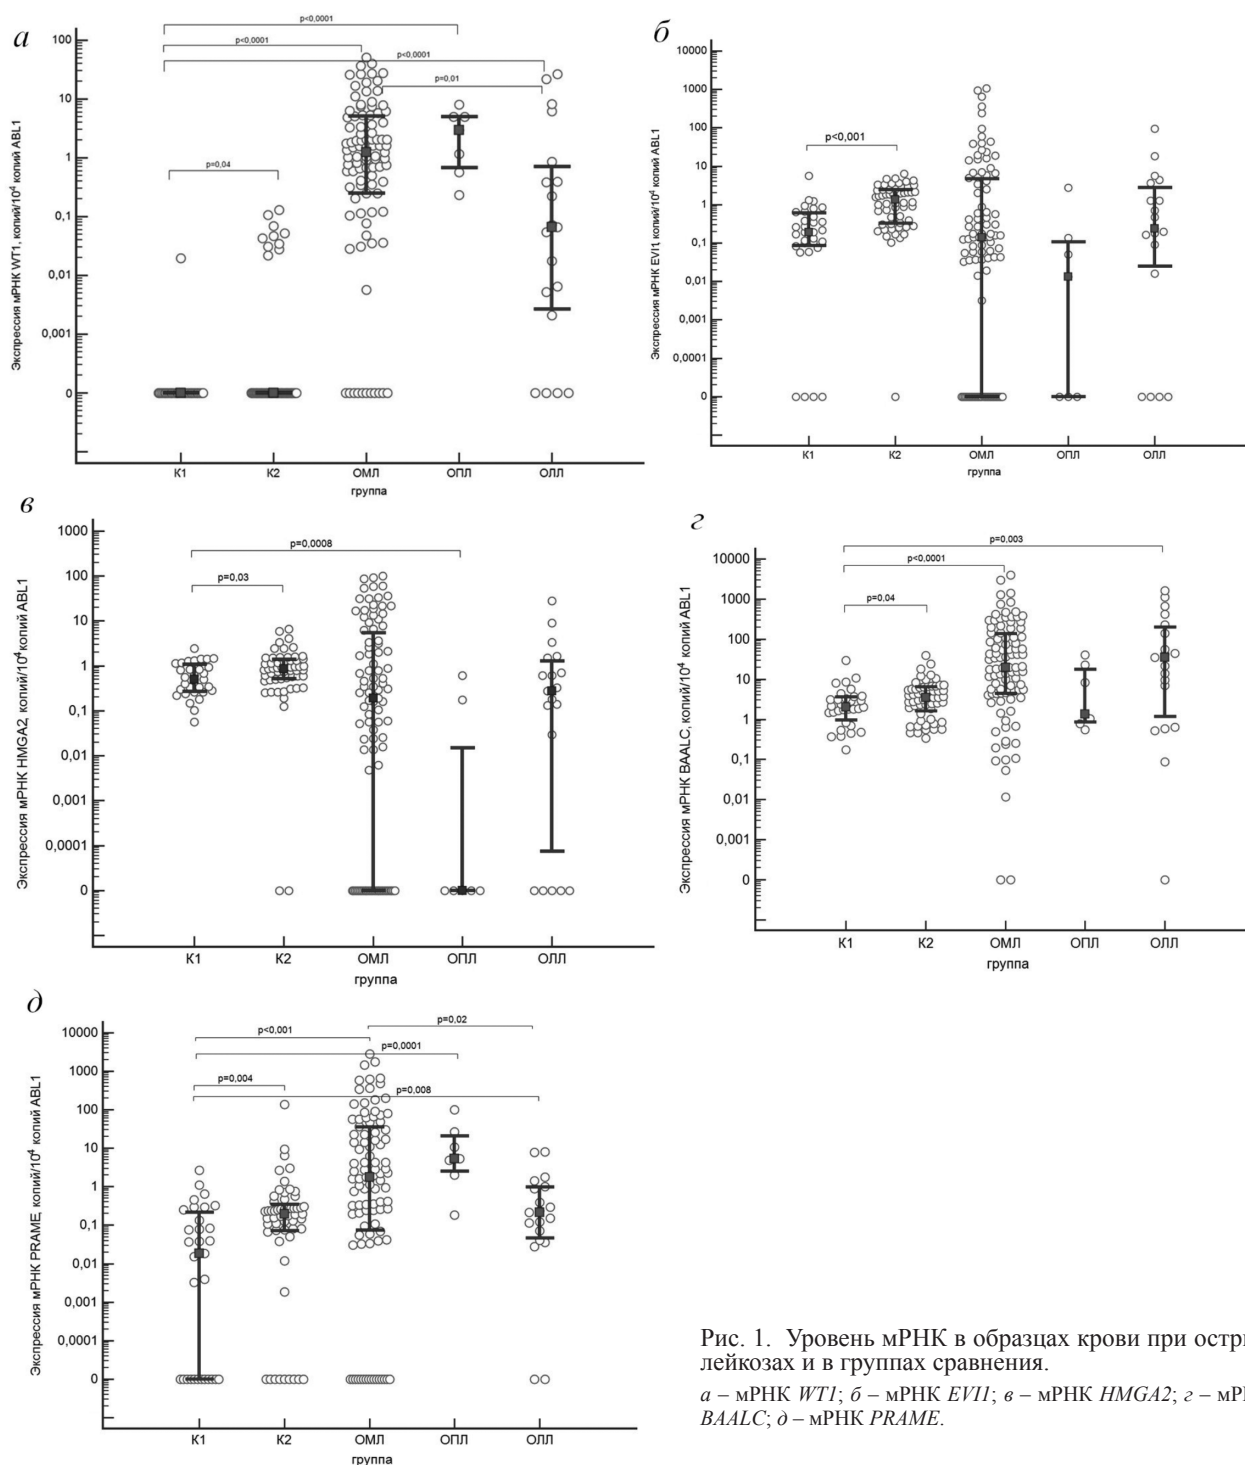 а
Экспрессия мРНК WT1, копий/10⁴ копий ABL1
100
10
1
0,1
0,01
0,001
0
p<0,0001
p<0,0001
p<0,0001
p=0,01
p=0,04
К1 К2 ОМЛ ОПЛ ОЛЛ
группа
б
Экспрессия мРНК EVI1, копий/10⁴ копий ABL1
10000
1000
100
10
1
0,1
0,01
0,001
0,0001
0
p<0,001
К1 К2 ОМЛ ОПЛ ОЛЛ
группа
в
Экспрессия мРНК HMGA2, копий/10⁴ копий ABL1
1000
100
10
1
0,1
0,01
0,001
0,0001
0
p=0,0008
p=0,03
К1 К2 ОМЛ ОПЛ ОЛЛ
группа
г
Экспрессия мРНК BAALC, копий/10⁴ копий ABL1
10000
1000
100
10
1
0,1
0,01
0,001
0
p=0,003
p<0,0001
p=0,04
К1 К2 ОМЛ ОПЛ ОЛЛ
группа
д
Экспрессия мРНК PRAME, копий/10⁴ копий ABL1
10000
1000
100
10
1
0,1
0,01
0,001
0,0001
0
p<0,001
p=0,02
p=0,0001
p=0,004
p=0,008
К1 К2 ОМЛ ОПЛ ОЛЛ
группа
Рис. 1. Уровень мРНК в образцах крови при остры
лейкозах и в группах сравнения.
а – мРНК WT1; б – мРНК EVI1; в – мРНК HMGA2; г – мР
BAALC; д – мРНК PRAME.